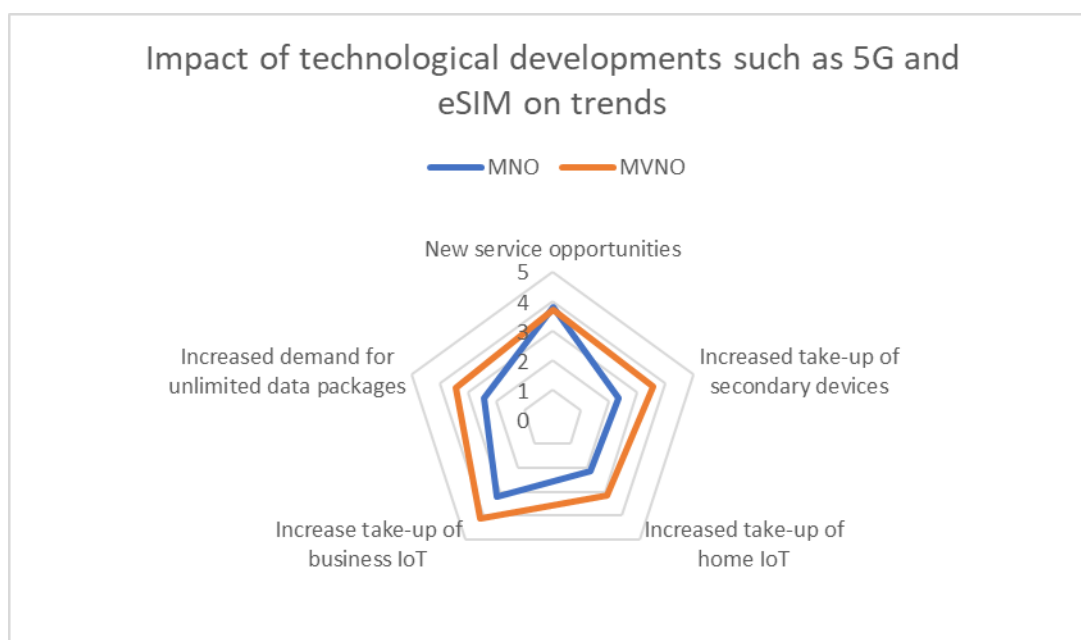 Impact of technological developments such as 5G and
eSIM on trends
MNO
MVNO
New service opportunities
5
4
3
2
1
0
Increased take-up of
secondary devices
Increased take-up of
home IoT
Increase take-up of
business IoT
Increased demand for
unlimited data packages